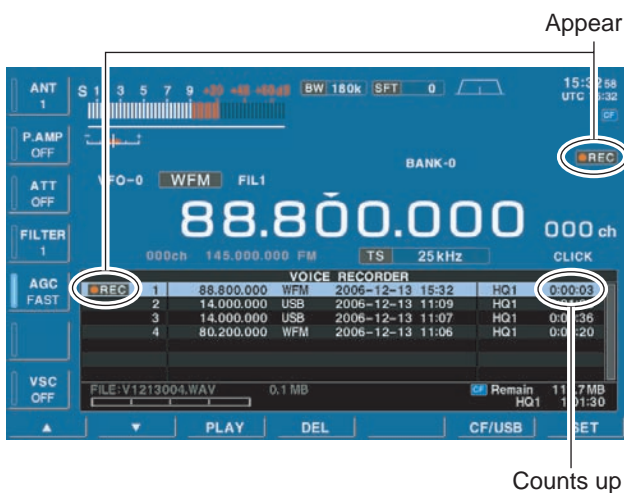 Appear
ANT
1
S 1 3 5 7 9 +20 +40 +60dB BW 180k SFT 0
15:32 58
UTC 6:32
CF
P.AMP
OFF
BANK-0
REC
ATT
OFF
VFO-0 WFM FIL1
88.800.000 000 ch
FILTER
1
000ch 145.000.000 FM TS 25kHz CLICK
AGC
FAST
VOICE RECORDER
REC 1 88.800.000 WFM 2006-12-13 15:32 HQ1 0:00:03
2 14.000.000 USB 2006-12-13 11:09 HQ1
3 14.000.000 USB 2006-12-13 11:07 HQ1
4 80.200.000 WFM 2006-12-13 11:06 HQ1
VSC
OFF
FILE:V1213004.WAV 0.1 MB CF Remain
HQ1
PLAY DEL CF/USB SET
Counts up